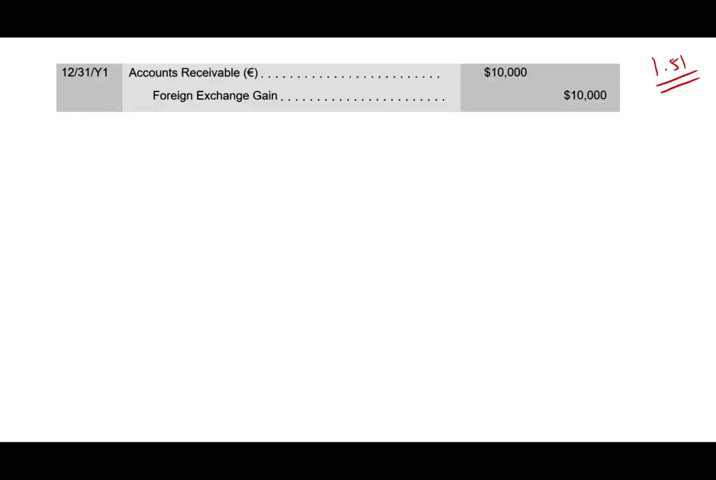 12/31/Y1 Accounts Receivable (€) . . . . . . . . . . . . . . . . . . . . . . . . . . $10,000
Foreign Exchange Gain . . . . . . . . . . . . . . . . . . . . . . . . $10,000
1.51